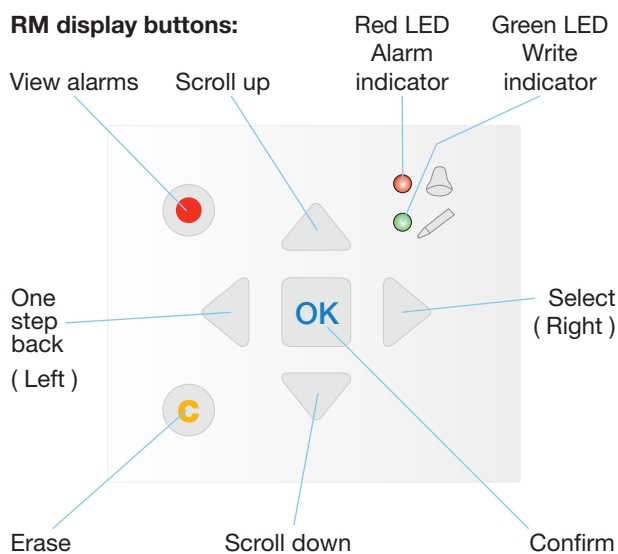 RM display buttons:
Red LED
Alarm
indicator
Green LED
Write
indicator
View alarms
Scroll up
One
step
back
( Left )
OK
Select
( Right )
C
Erase
Scroll down
Confirm